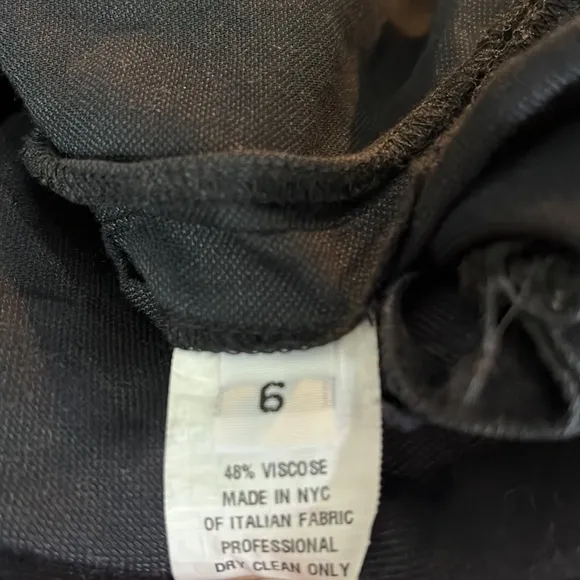 6
48% VISCOSE
MADE IN NYC
OF ITALIAN FABRIC
PROFESSIONAL
DRY CLEAN ONLY